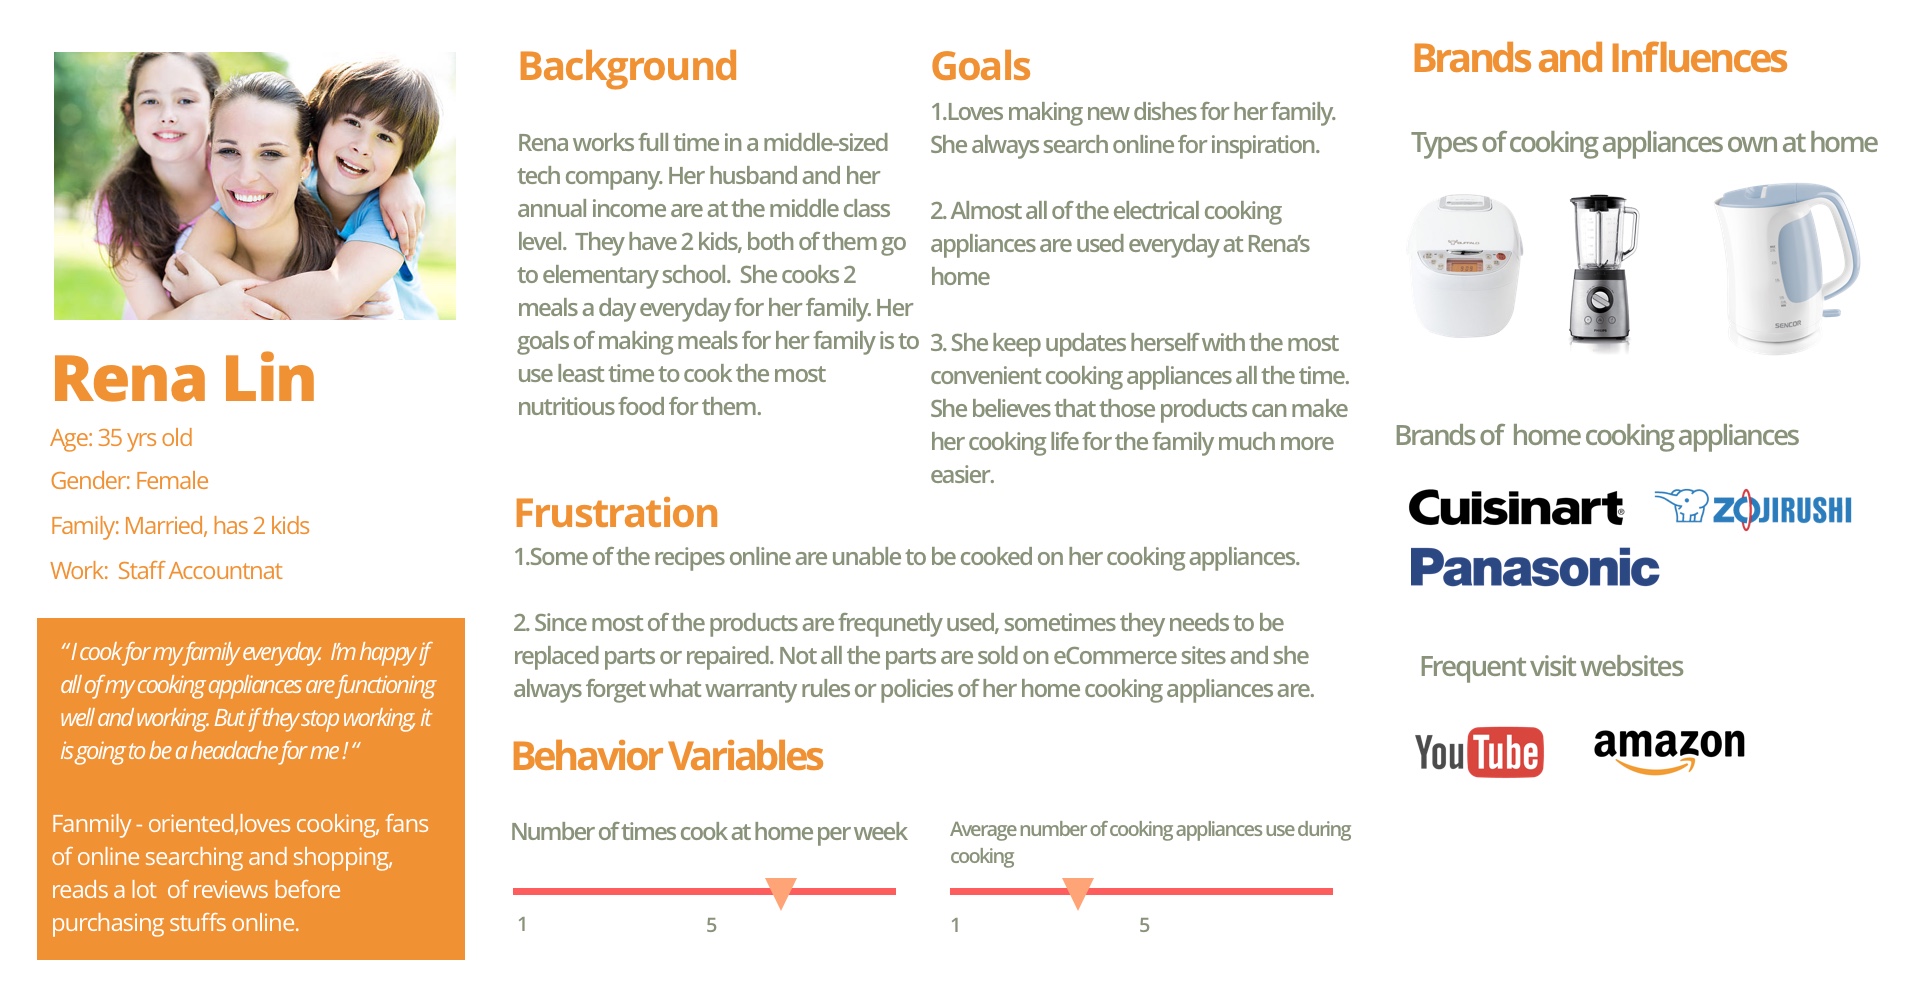 Rena Lin
Age: 35 yrs old
Gender: Female
Family: Married, has 2 kids
Work:  Staff Accountnat
“ I cook for my family everyday.  I'm happy if
all of my cooking appliances are functioning
well and working. But if they stop working, it
is going to be a headache for me ! “
Fanmily - oriented,loves cooking, fans
of online searching and shopping,
reads a lot  of reviews before
purchasing stuffs online.
Background
Rena works full time in a middle-sized
tech company. Her husband and her
annual income are at the middle class
level.  They have 2 kids, both of them go
to elementary school.  She cooks 2
meals a day everyday for her family. Her
goals of making meals for her family is to
use least time to cook the most
nutritious food for them.
Goals
1.Loves making new dishes for her family.
She always search online for inspiration.
2. Almost all of the electrical cooking
appliances are used everyday at Rena’s
home
3. She keep updates herself with the most
convenient cooking appliances all the time.
She believes that those products can make
her cooking life for the family much more
easier.
Frustration
1.Some of the recipes online are unable to be cooked on her cooking appliances.
2. Since most of the products are frequnetly used, sometimes they needs to be
replaced parts or repaired. Not all the parts are sold on eCommerce sites and she
always forget what warranty rules or policies of her home cooking appliances are.
Behavior Variables
Number of times cook at home per week
1 5
Average number of cooking appliances use during
cooking
1 5
Brands and Influences
Types of cooking appliances own at home
SENCOR
Brands of  home cooking appliances
Cuisinart®
ZOJIRUSHI
Panasonic
Frequent visit websites
YouTube
amazon